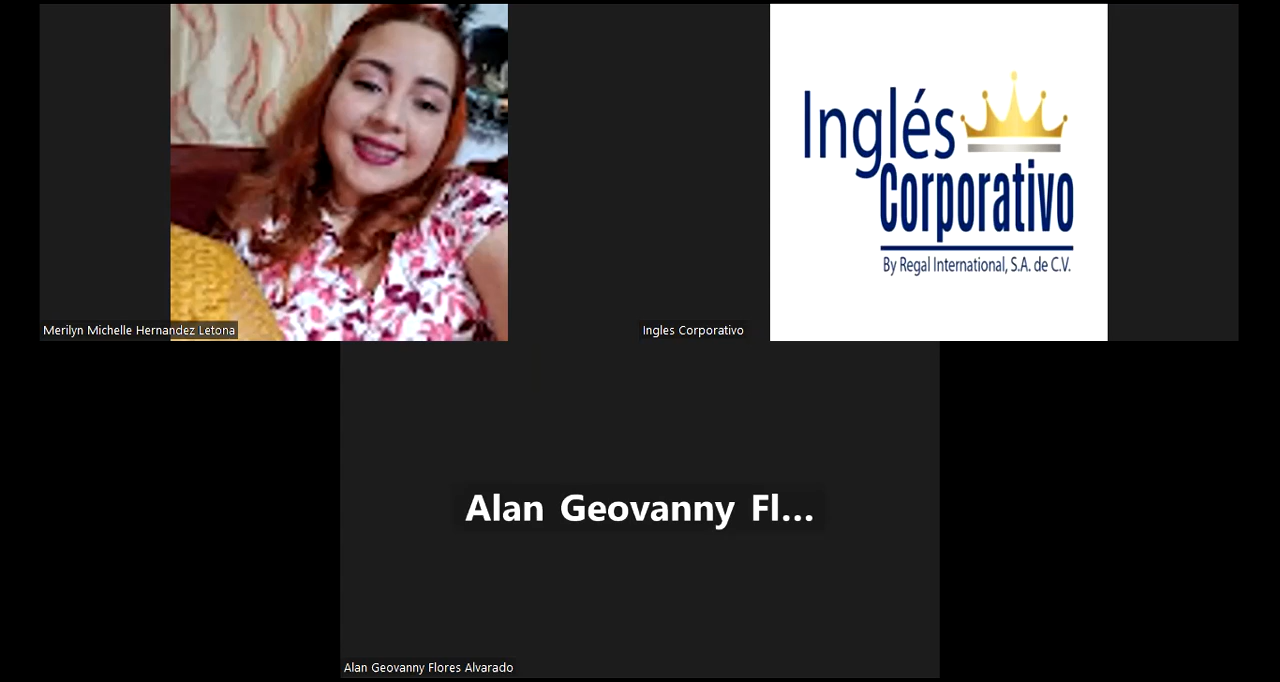 Merilyn Michelle Hernandez Letona
Inglés
Corporativo
By Regal International, S.A. de C.V.
Ingles Corporativo
Alan Geovanny Fl...
Alan Geovanny Flores Alvarado